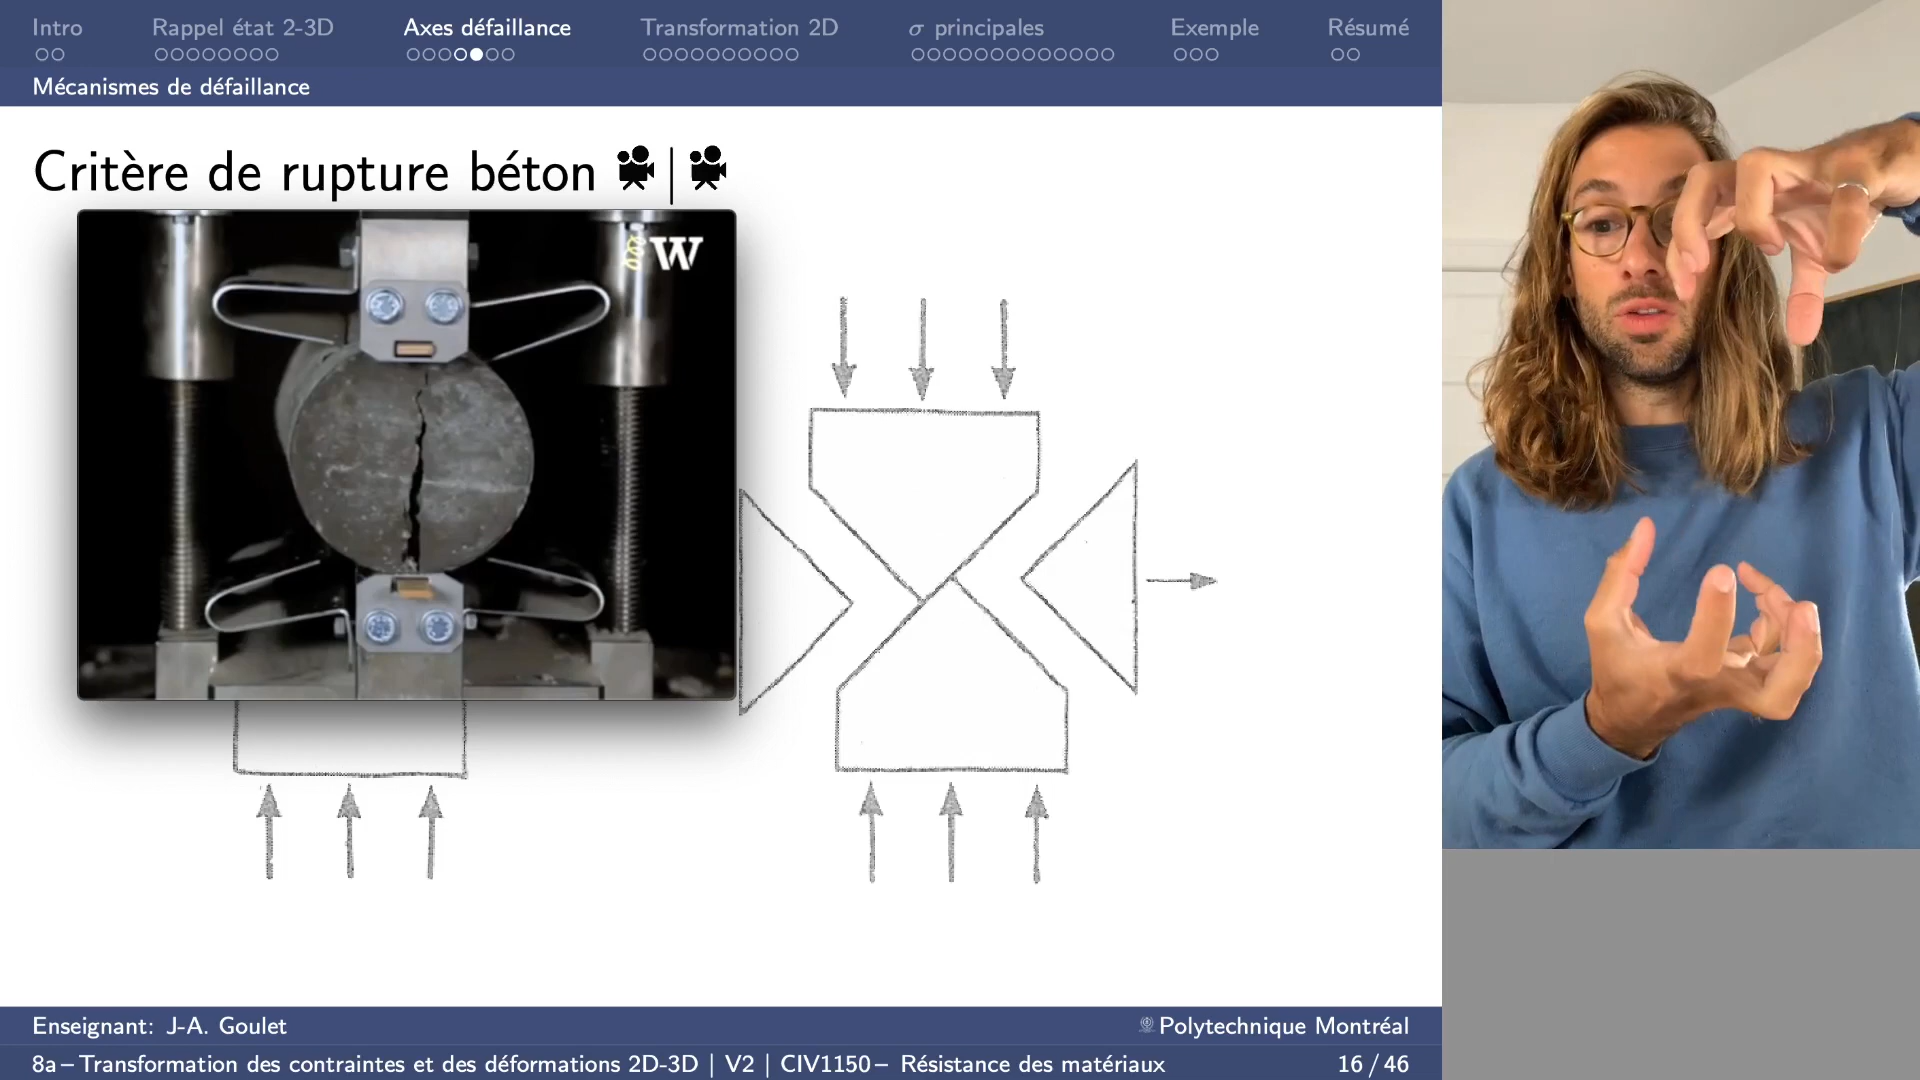 Intro Rappel état 2-3D Axes défaillance Transformation 2D σ principales Exemple Résumé
Mécanismes de défaillance
Critère de rupture béton |
W
Enseignant: J-A. Goulet Polytechnique Montréal
8a – Transformation des contraintes et des déformations 2D-3D | V2 | CIV1150 – Résistance des matériaux 16 / 46